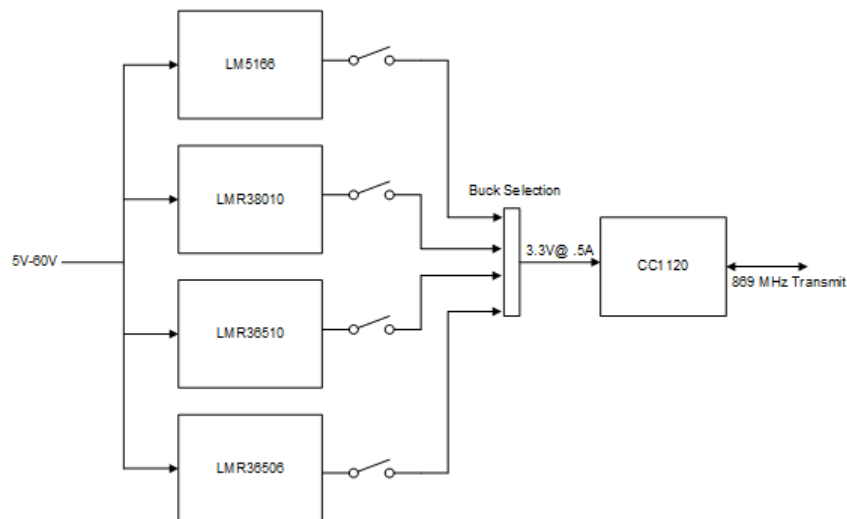 LM5166
LMR38010
Buck Selection
5V-60V
3.3V@ .5A
CC1120
869 MHz Transmit
LMR36510
LMR36506